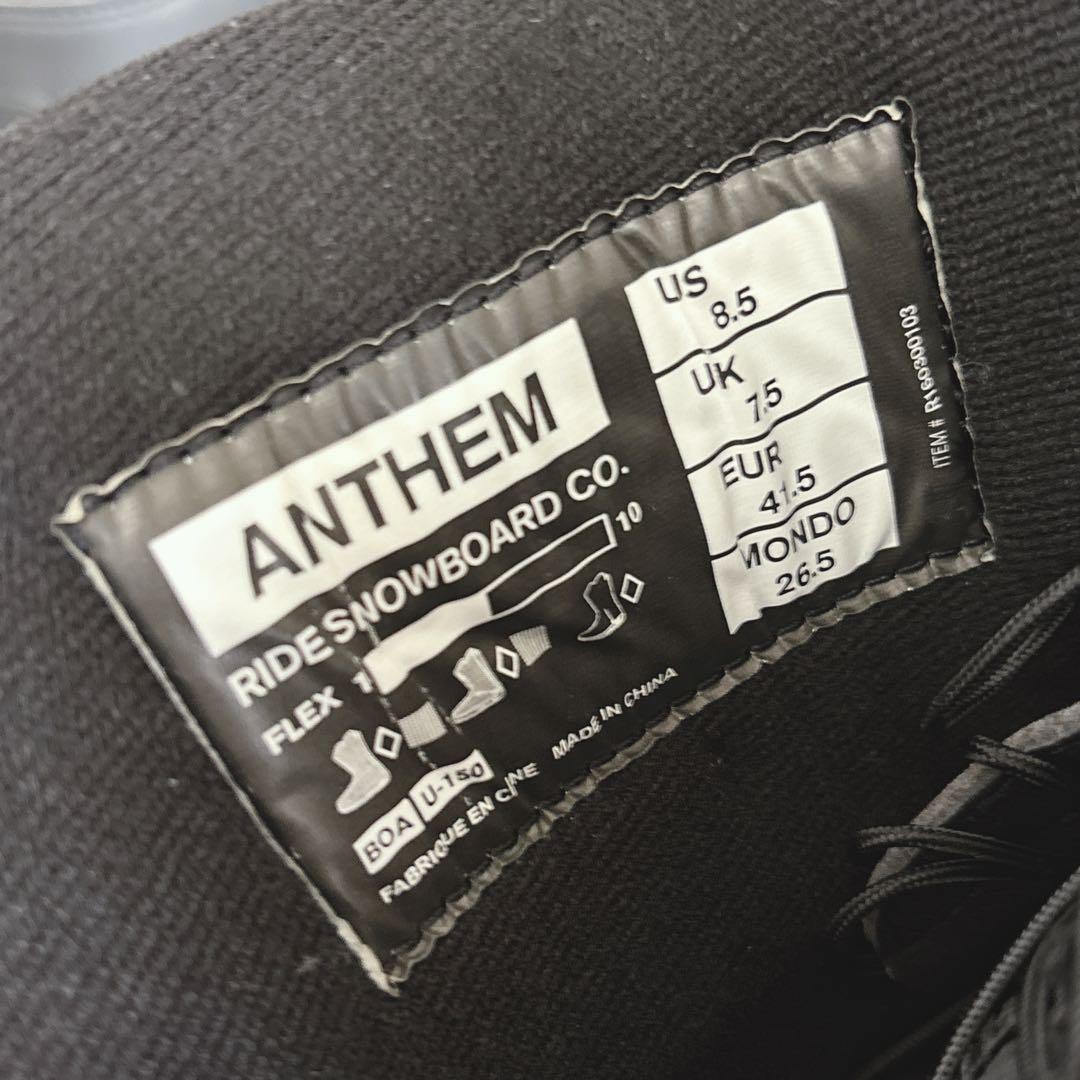 ANTHEM
RIDE SNOWBOARD CO.
FLEX 1 10
BOA U-150
FABRIQUE EN CHINE MADE IN CHINA
US
8.5
UK
7.5
EUR
41.5
MONDO
26.5
ITEM # R160300103